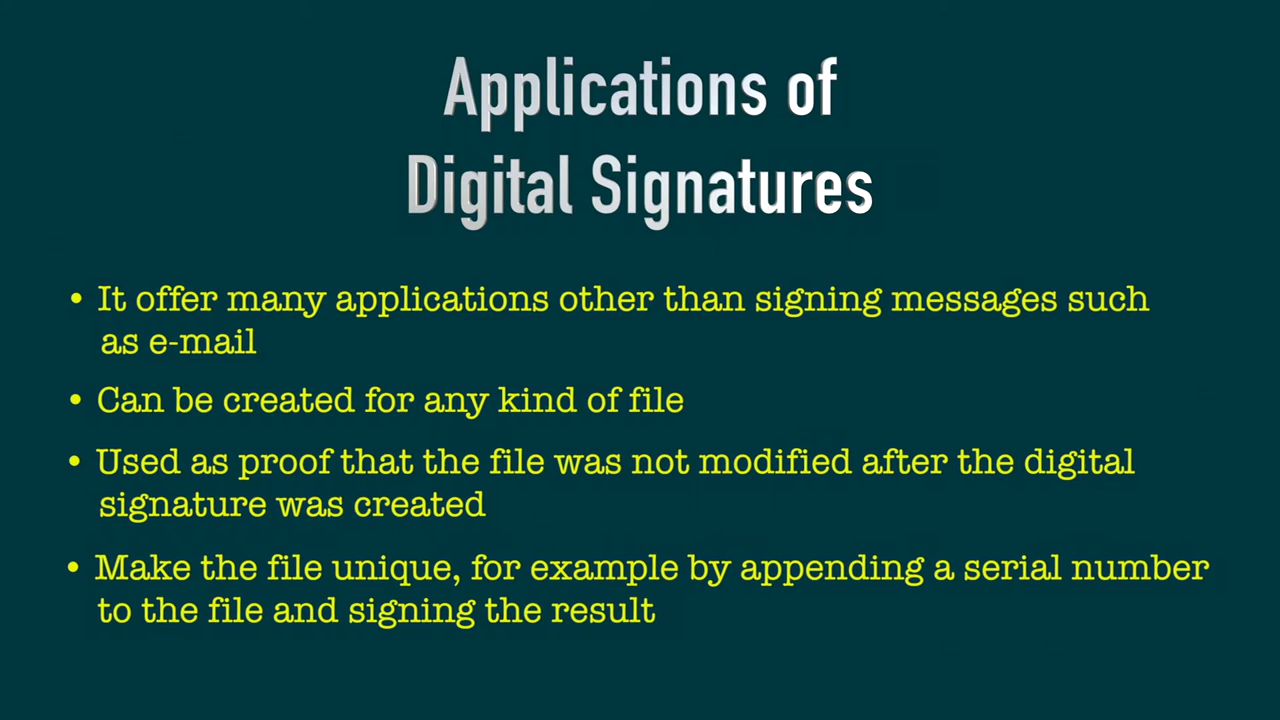 Applications of
Digital Signatures
• It offer many applications other than signing messages such
as e-mail
• Can be created for any kind of file
• Used as proof that the file was not modified after the digital
signature was created
• Make the file unique, for example by appending a serial number
to the file and signing the result